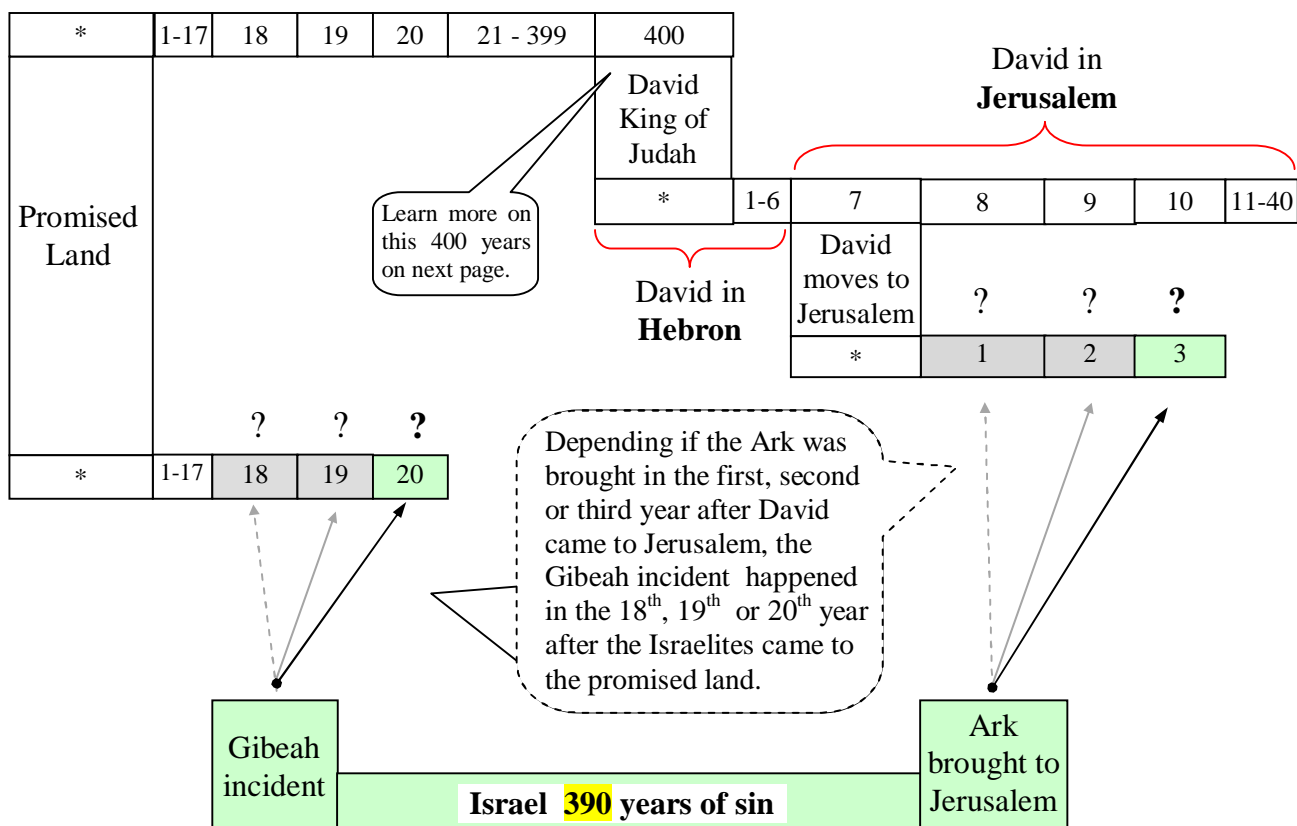 * 1-17 18 19 20 21 - 399 400
David in
Jerusalem
David
King of
Judah
* 1-6 7 8 9 10 11-40
Promised
Land
Learn more on
this 400 years
on next page.
David in
Hebron
David
moves to
Jerusalem
? ? ?
* 1 2 3
? ? ?
* 1-17 18 19 20
Depending if the Ark was
brought in the first, second
or third year after David
came to Jerusalem, the
Gibeah incident happened
in the 18th, 19th or 20th year
after the Israelites came to
the promised land.
Gibeah
incident
Ark
brought to
Jerusalem
Israel 390 years of sin